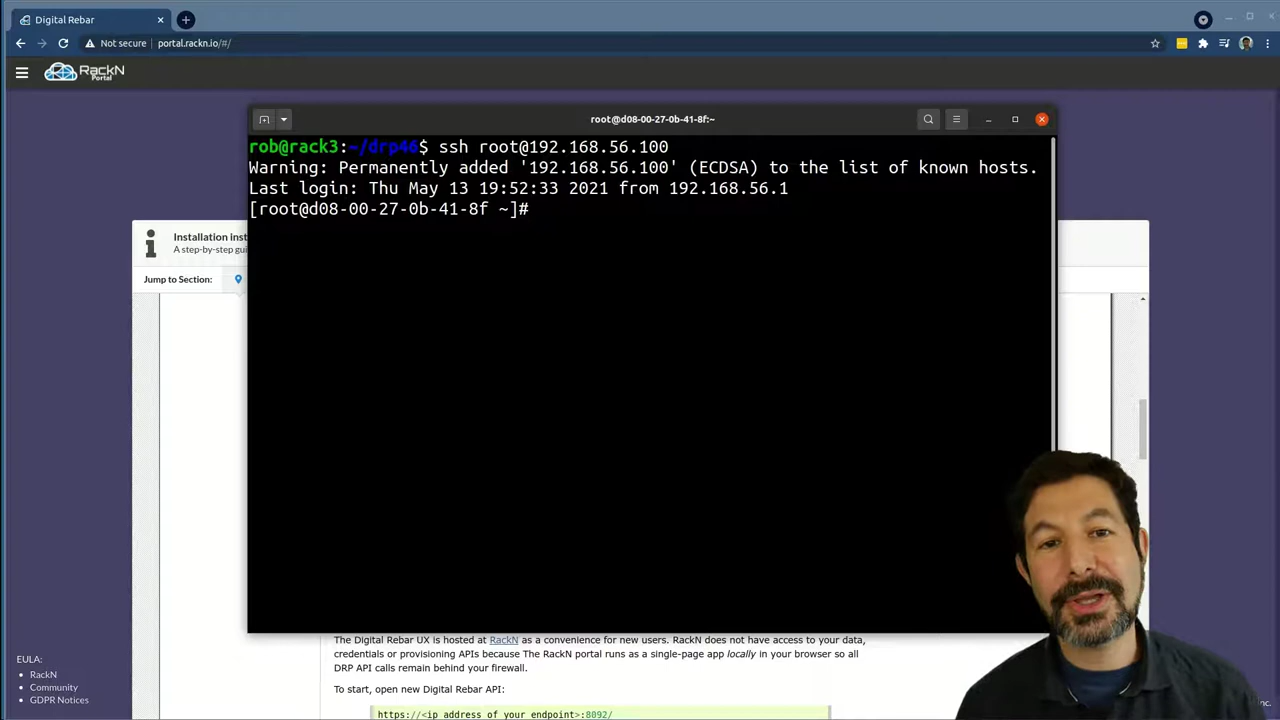 Digital Rebar
Not secure
portal.rackn.io/#/
RackN
Portal
root@d08-00-27-0b-41-8f:~
rob@rack3:~/drp46$ ssh root@192.168.56.100
Warning: Permanently added '192.168.56.100' (ECDSA) to the list of known hosts.
Last login: Thu May 13 19:52:33 2021 from 192.168.56.1
[root@d08-00-27-0b-41-8f ~]#
Installation inst
A step-by-step gui
Jump to Section:
The Digital Rebar UX is hosted at RackN as a convenience for new users. RackN does not have access to your data,
credentials or provisioning APIs because The RackN portal runs as a single-page app locally in your browser so all
DRP API calls remain behind your firewall.
To start, open new Digital Rebar API:
https://<ip address of your endpoint>:8092/
EULA:
RackN
Community
GDPR Notices
nc.